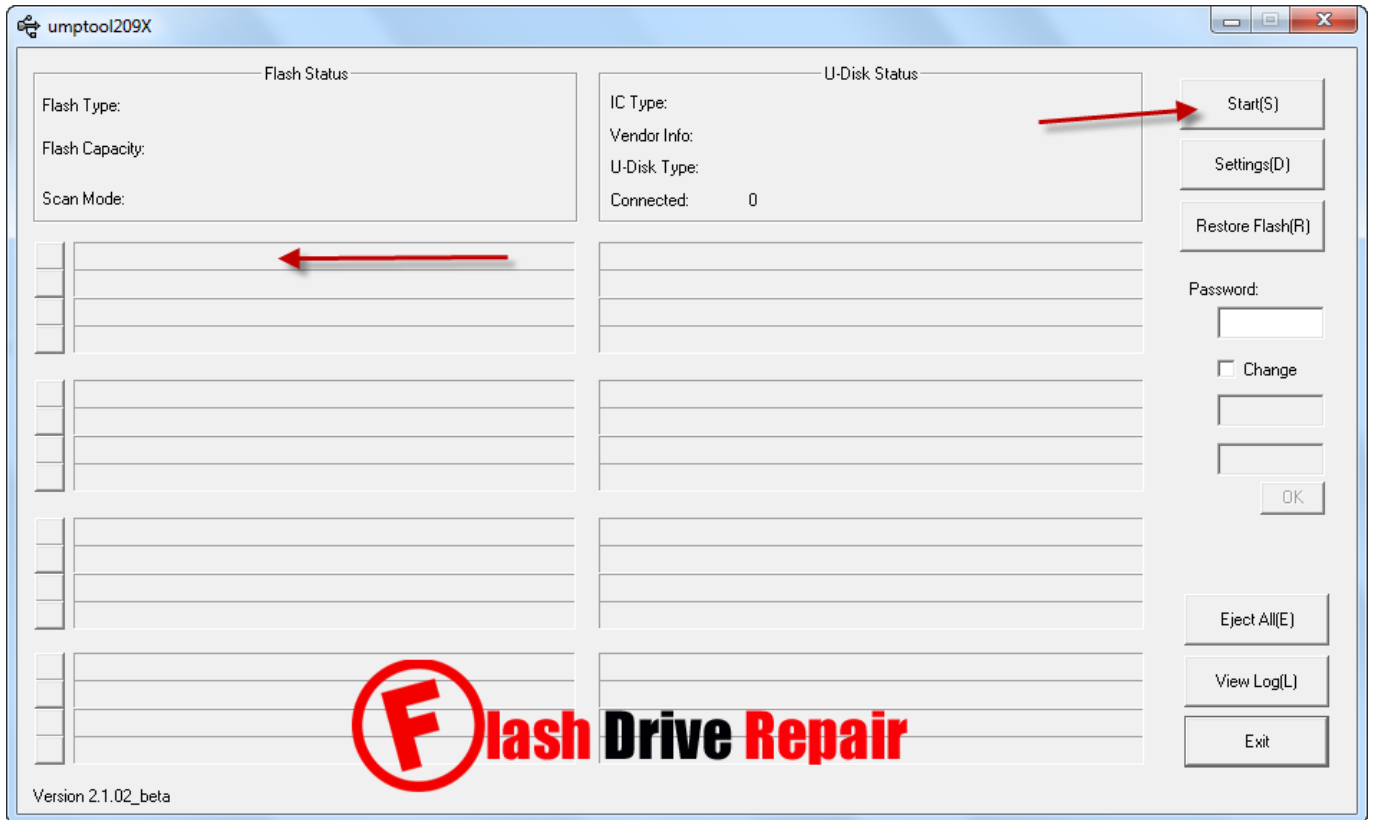 umptool209X
Flash Status
Flash Type:
Flash Capacity:
Scan Mode:
U-Disk Status
IC Type:
Vendor Info:
U-Disk Type:
Connected: 0
Start(S)
Settings(D)
Restore Flash(R)
Password:
Change
OK
Eject All(E)
View Log(L)
Exit
Flash Drive Repair
Version 2.1.02_beta